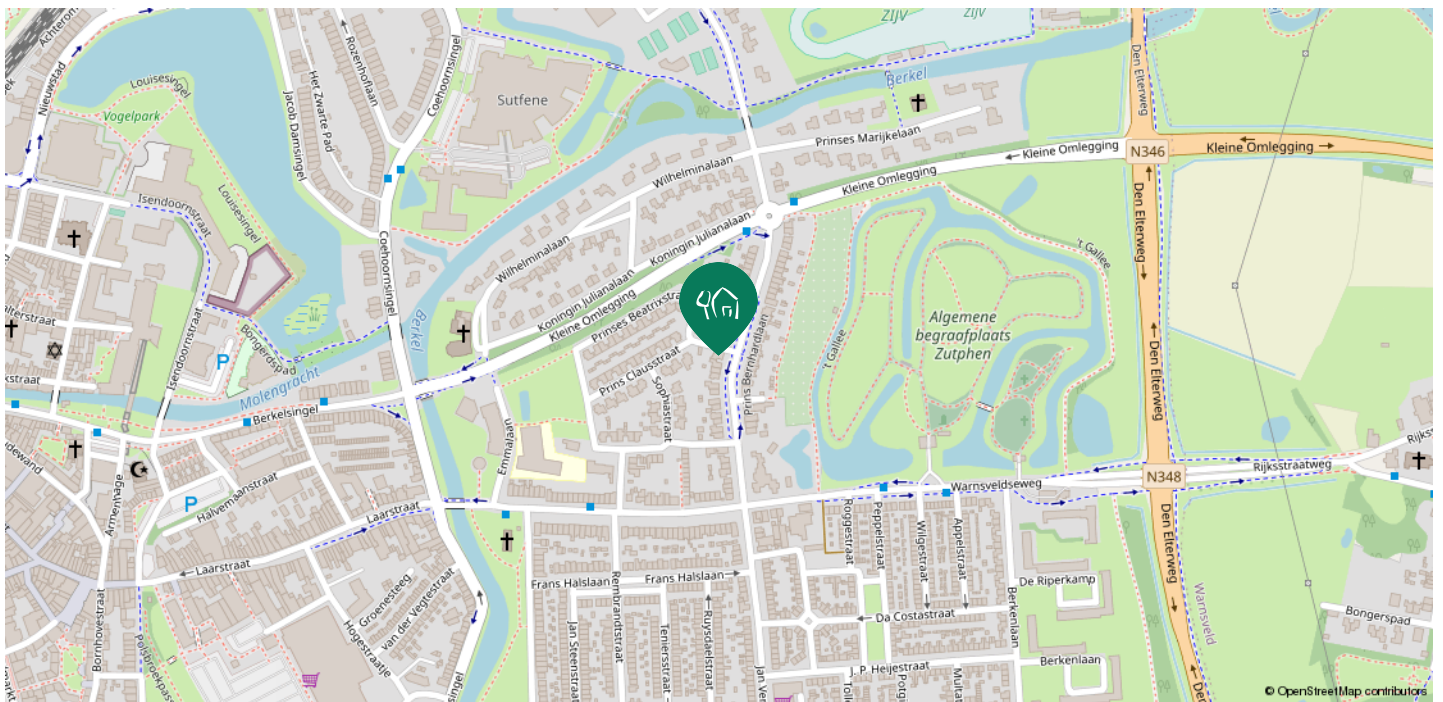 ZIJV
ZIJV
Achterom
Nieuwstad
Louisesingel
Vogelpark
Rozenhoflaan
Het Zwarte Pad
Jacob Damsingel
Coehoornsingel
Sutfene
Berkel
Den Elterweg
Prinses Marijkelaan
Kleine Omlegging
N346
Kleine Omlegging
Wilhelminalaan
Kleine Omlegging
Isendoornstraat
Louisesingel
Coehoornsingel
Koningin Julianalaan
Wilhelminalaan
't Gallee
Den Elterweg
Koningin Julianalaan
Kleine Omlegging
Berkel
Isendoornstraat
Bongerdspad
P
Molengracht
Berkelsingel
Prins Clausstraat
Sophiastraat
Prins Bernhardlaan
't Gallee
Algemene
begraafplaats
Zutphen
Den Elterweg
Emmalaan
Armenhage
P
Halvemaanstraat
Laarstraat
Laarstraat
Warnsveldseweg
N348
Rijksstraatweg
Roggestraat
Peppelstraat
Wilgestraat
Appelstraat
Den Elterweg
Frans Halslaan
Frans Halslaan
De Riperkamp
Da Costastraat
Berkenlaan
Bongerspad
Warnsveld
Groenesteeg
van der Vegtestraat
Hogestraatje
Bornhovestraat
Jan Steenstraat
Rembrandtstraat
Teniersstraat
Ruysdaelstraat
J. P. Heijestraat
Berkenlaan
© OpenStreetMap contributors